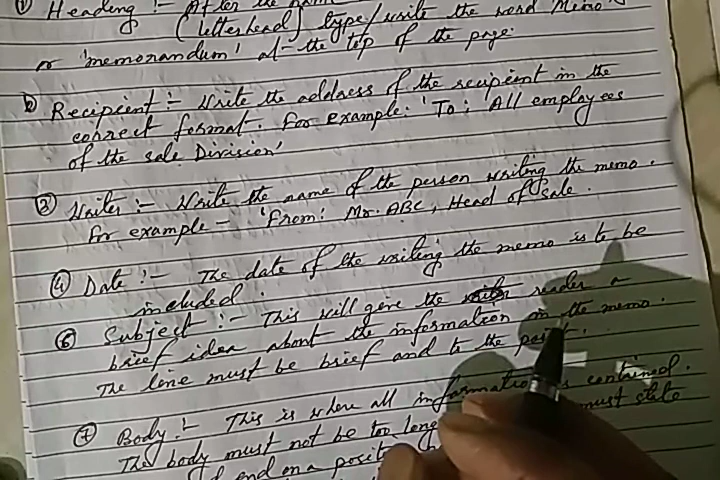 ① Heading :- After the name
(letterhead) type/write the word Memo
or 'memorandum' at the top of the page.
② Recipient :- Write the address of the recipient in the
correct format. For Example: 'To: All employees
of the sale Division'
③ Writer :- Write the name of the person writing the memo.
for example - 'From: Mr. ABC, Head of Sale.
④ Date :- The date of the writing the memo is to be
included.
⑥ Subject :- This will give the reader a
brief idea about the information in the memo.
The line must be brief and to the point.
⑦ Body :- This is where all information is contained.
The body must not be too long must state
end on a posit